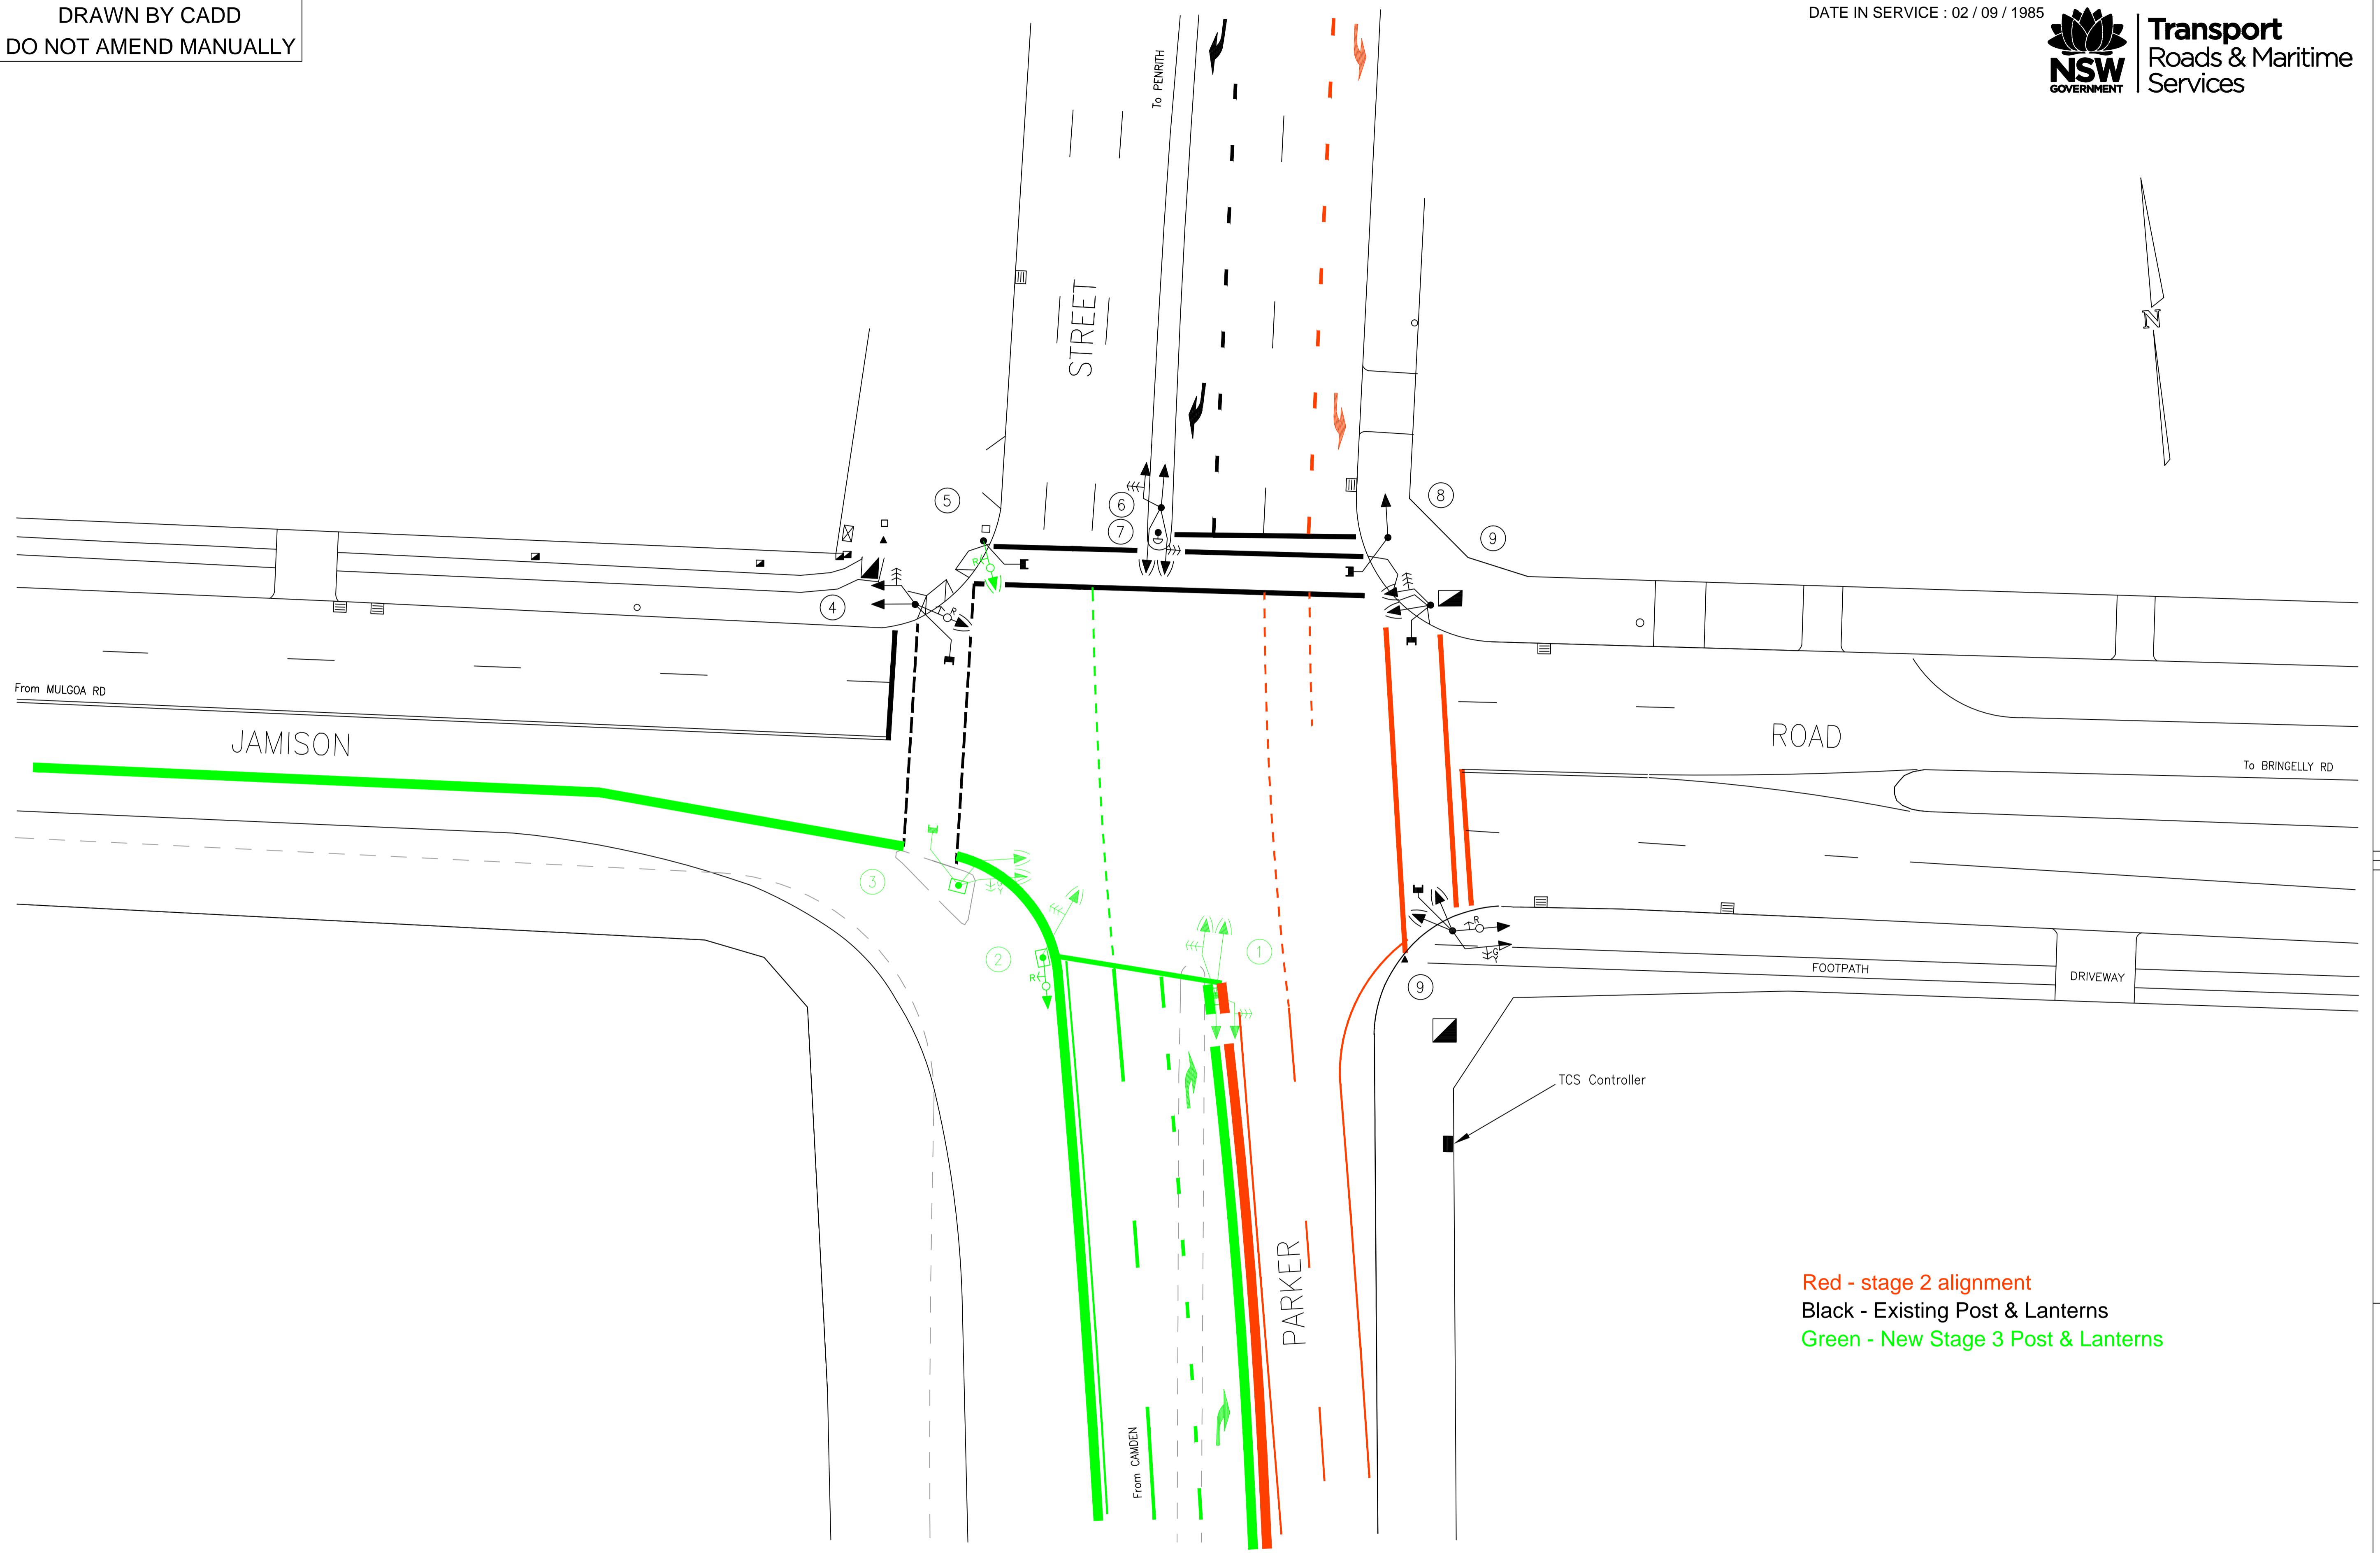 DRAWN BY CADD
DO NOT AMEND MANUALLY
DATE IN SERVICE : 02 / 09 / 1985
NSW
GOVERNMENT
Transport
Roads & Maritime
Services
To PENRITH
N
STREET
5
6
7
8
9
4
R
R
From MULGOA RD
JAMISON
ROAD
To BRINGELLY RD
3
Y
2
R
1
R
G
Y
9
FOOTPATH
DRIVEWAY
TCS Controller
PARKER
From CAMDEN
Red - stage 2 alignment
Black - Existing Post & Lanterns
Green - New Stage 3 Post & Lanterns